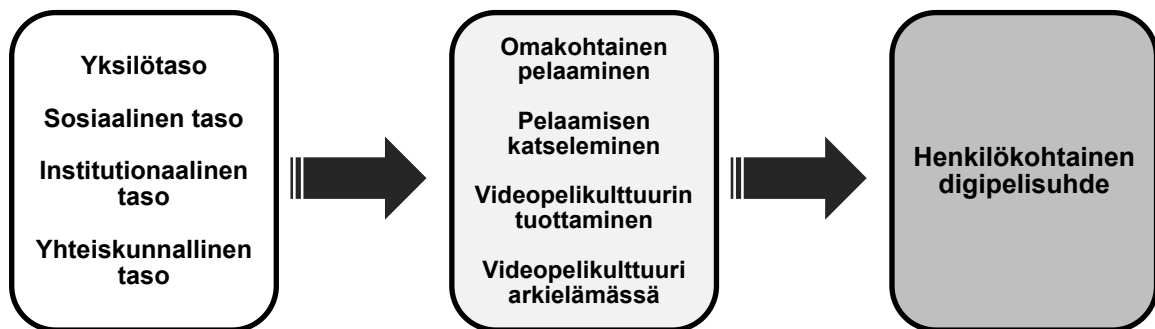 Yksilötaso
Sosiaalinen taso
Institutionaalinen
taso
Yhteiskunnallinen
taso
Omakohtainen
pelaaminen
Pelaamisen
katseleminen
Videopelikulttuurin
tuottaminen
Videopelikulttuuri
arkielämässä
Henkilökohtainen
digipelisuhde